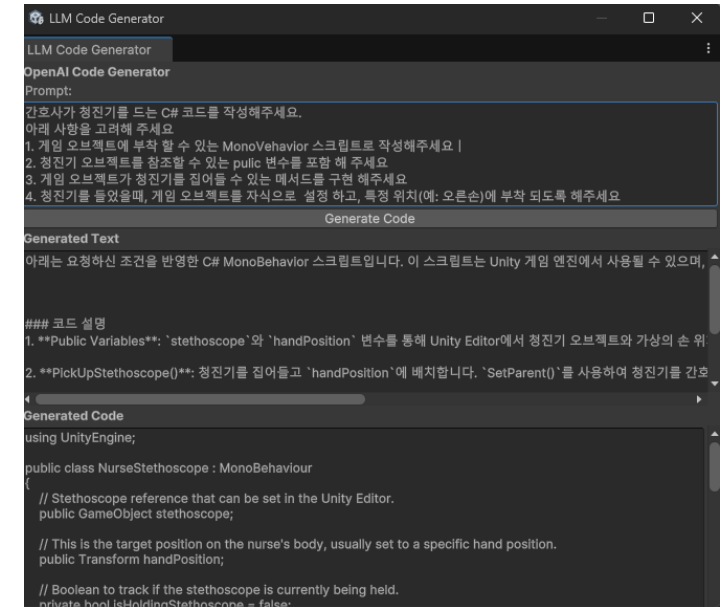 LLM Code Generator
LLM Code Generator
OpenAI Code Generator
Prompt:
간호사가 청진기를 드는 C# 코드를 작성해주세요.
아래 사항을 고려해 주세요
1. 게임 오브젝트에 부착 할 수 있는 MonoVehavior 스크립트로 작성해주세요
2. 청진기 오브젝트를 참조할 수 있는 pulic 변수를 포함 해 주세요
3. 게임 오브젝트가 청진기를 집어들 수 있는 메서드를 구현 해주세요
4. 청진기를 들었을때, 게임 오브젝트를 자식으로 설정 하고, 특정 위치(예: 오른손)에 부착 되도록 해주세요
Generate Code
Generated Text
아래는 요청하신 조건을 반영한 C# MonoBehavior 스크립트입니다. 이 스크립트는 Unity 게임 엔진에서 사용될 수 있으며,
### 코드 설명
1. **Public Variables**: `stethoscope`와 `handPosition` 변수를 통해 Unity Editor에서 청진기 오브젝트와 가상의 손 위
2. **PickUpStethoscope()**: 청진기를 집어들고 `handPosition`에 배치합니다. `SetParent()`를 사용하여 청진기를 간호
Generated Code
using UnityEngine;
public class NurseStethoscope : MonoBehaviour
{
// Stethoscope reference that can be set in the Unity Editor.
public GameObject stethoscope;
// This is the target position on the nurse's body, usually set to a specific hand position.
public Transform handPosition;
// Boolean to track if the stethoscope is currently being held.
private bool isHoldingStethoscope = false;